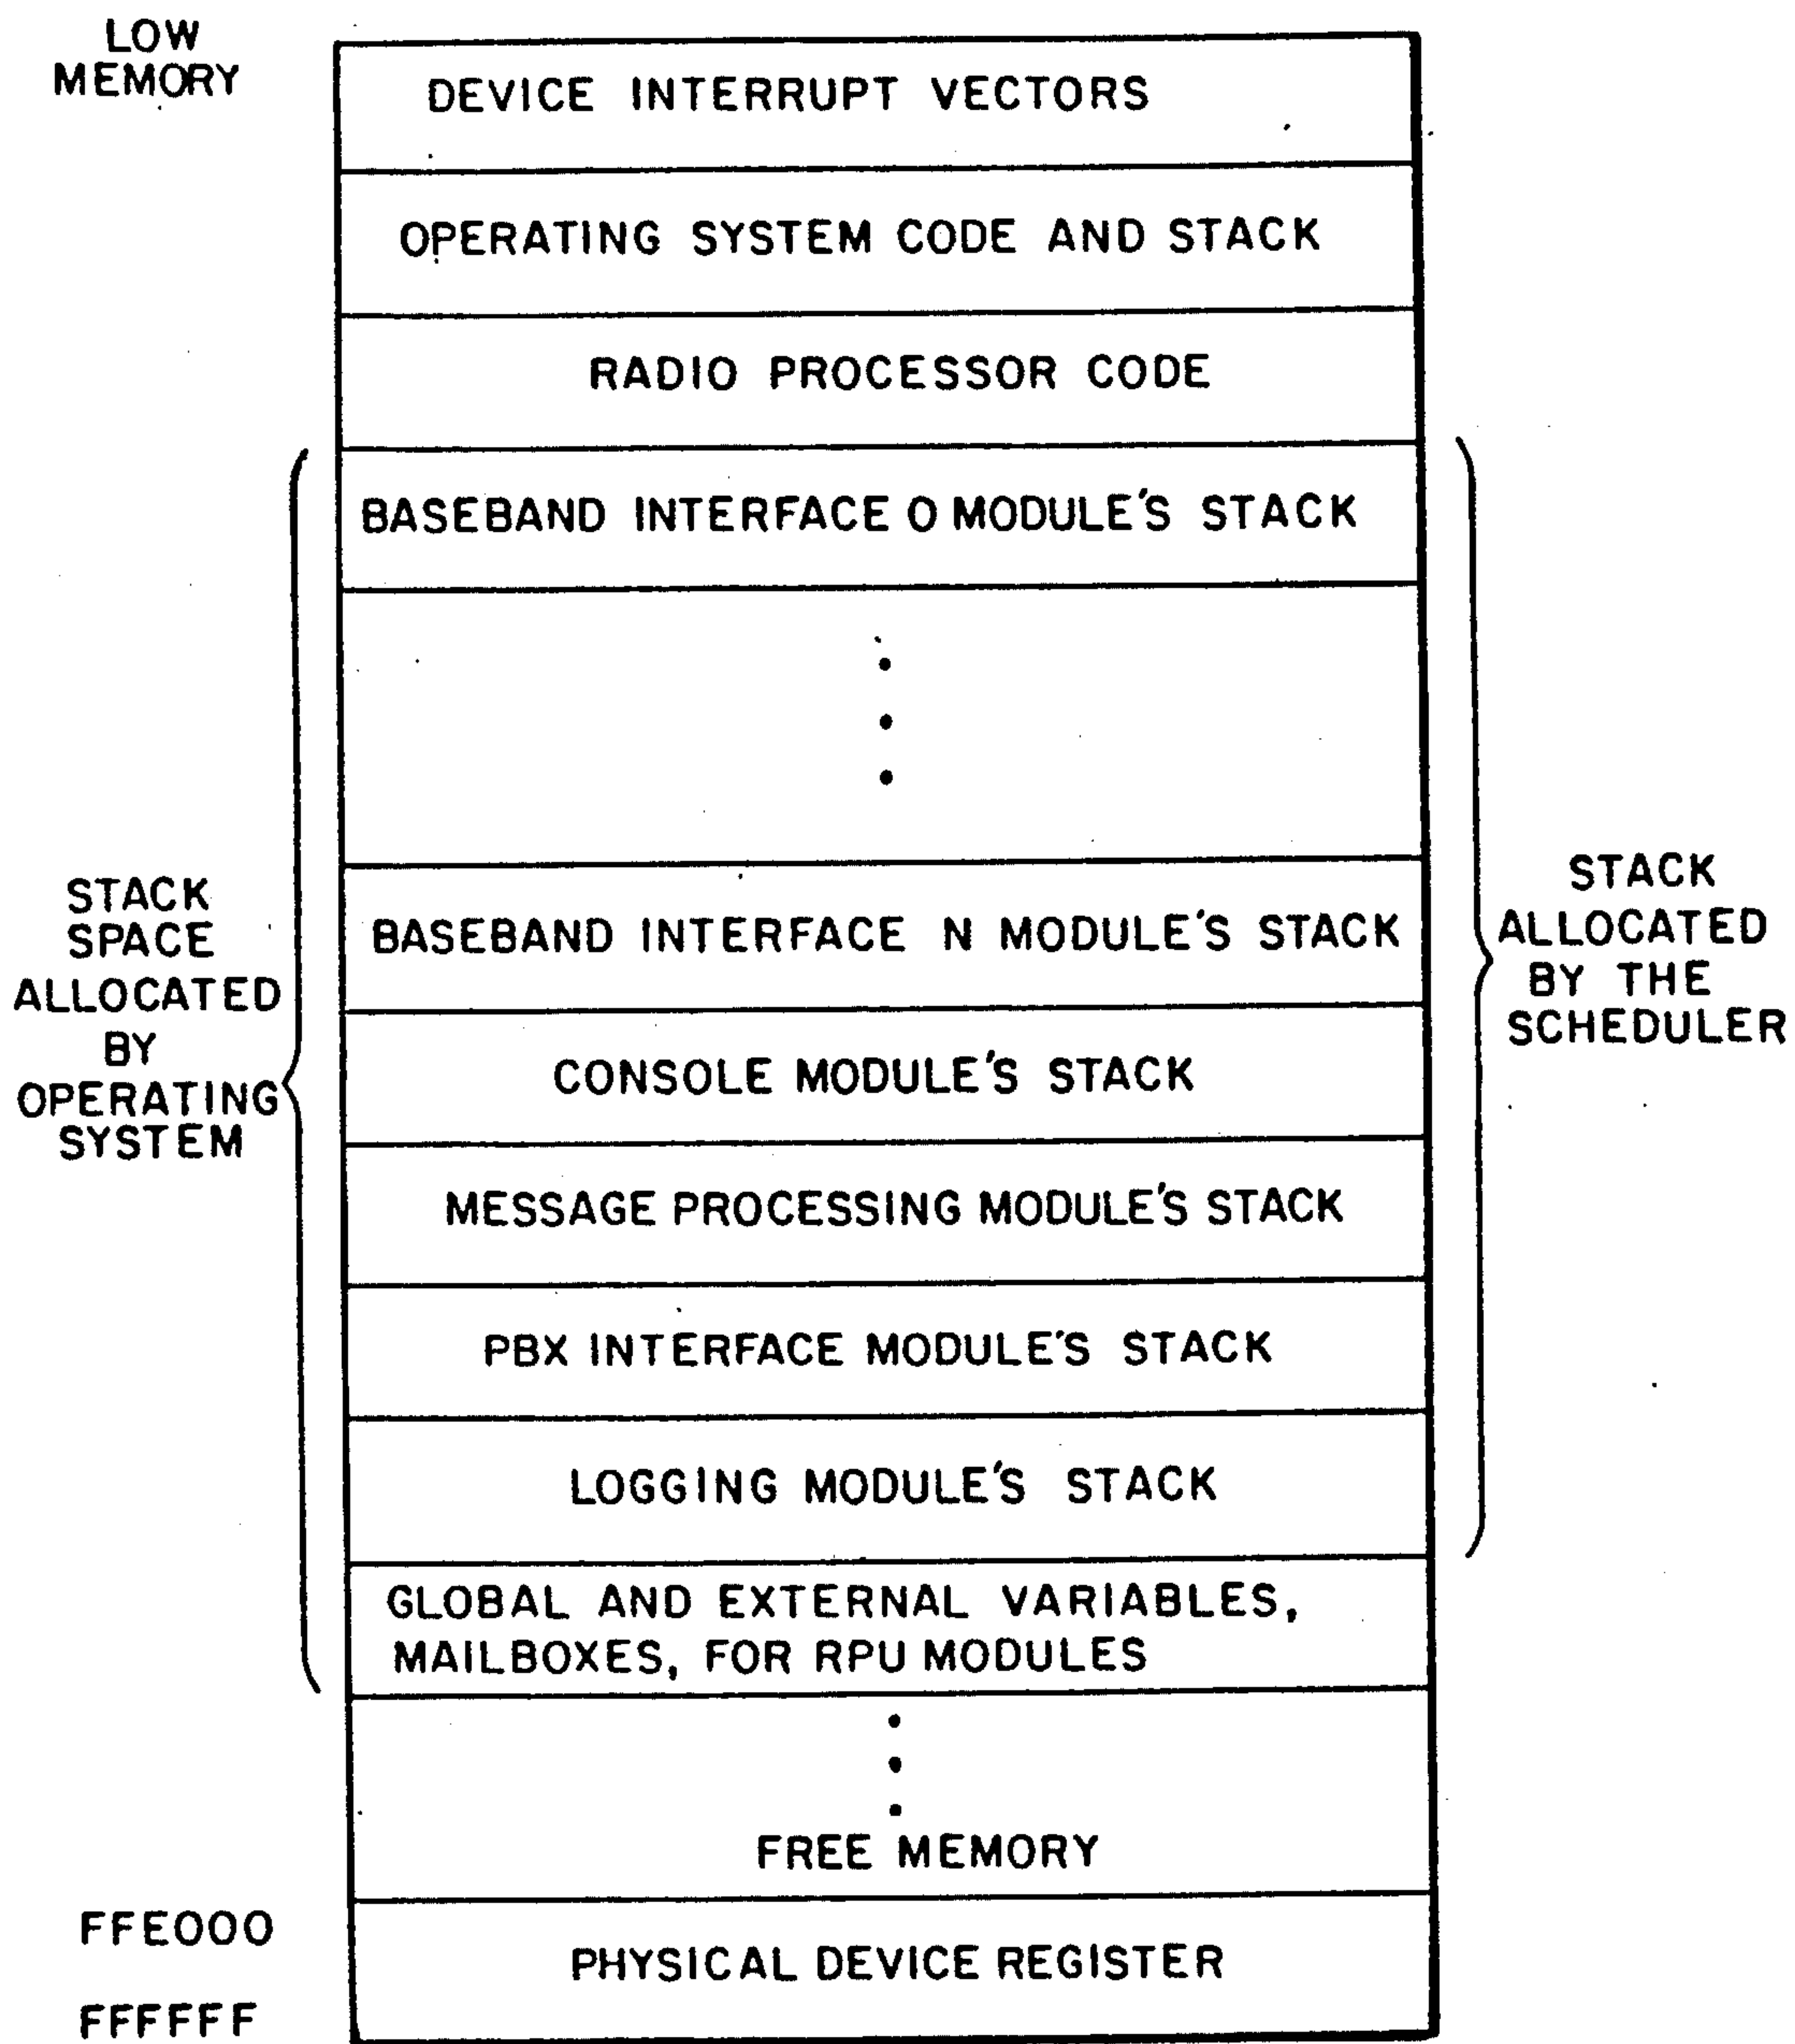 LOW
MEMORY
DEVICE INTERRUPT VECTORS
OPERATING SYSTEM CODE AND STACK
RADIO PROCESSOR CODE
BASEBAND INTERFACE 0 MODULE'S STACK
BASEBAND INTERFACE N MODULE'S STACK
CONSOLE MODULE'S STACK
MESSAGE PROCESSING MODULE'S STACK
PBX INTERFACE MODULE'S STACK
LOGGING MODULE'S STACK
GLOBAL AND EXTERNAL VARIABLES,
MAILBOXES, FOR RPU MODULES
FREE MEMORY
PHYSICAL DEVICE REGISTER
STACK
SPACE
ALLOCATED
BY
OPERATING
SYSTEM
STACK
ALLOCATED
BY THE
SCHEDULER
FFE000
FFFFFF